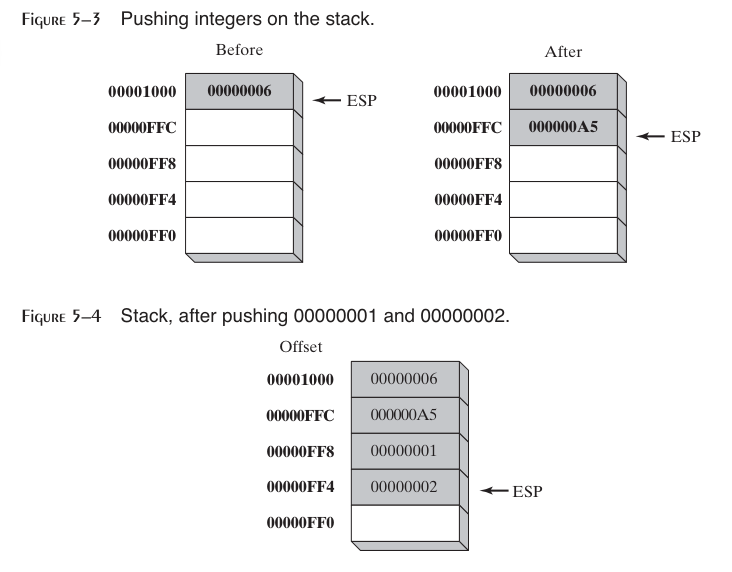 FIGURE 5–3 Pushing integers on the stack.
Before After
00001000 00000006 ESP 00001000 00000006
00000FFC 00000FFC 000000A5 ESP
00000FF8 00000FF8
00000FF4 00000FF4
00000FF0 00000FF0
FIGURE 5–4 Stack, after pushing 00000001 and 00000002.
Offset
00001000 00000006
00000FFC 000000A5
00000FF8 00000001
00000FF4 00000002 ESP
00000FF0